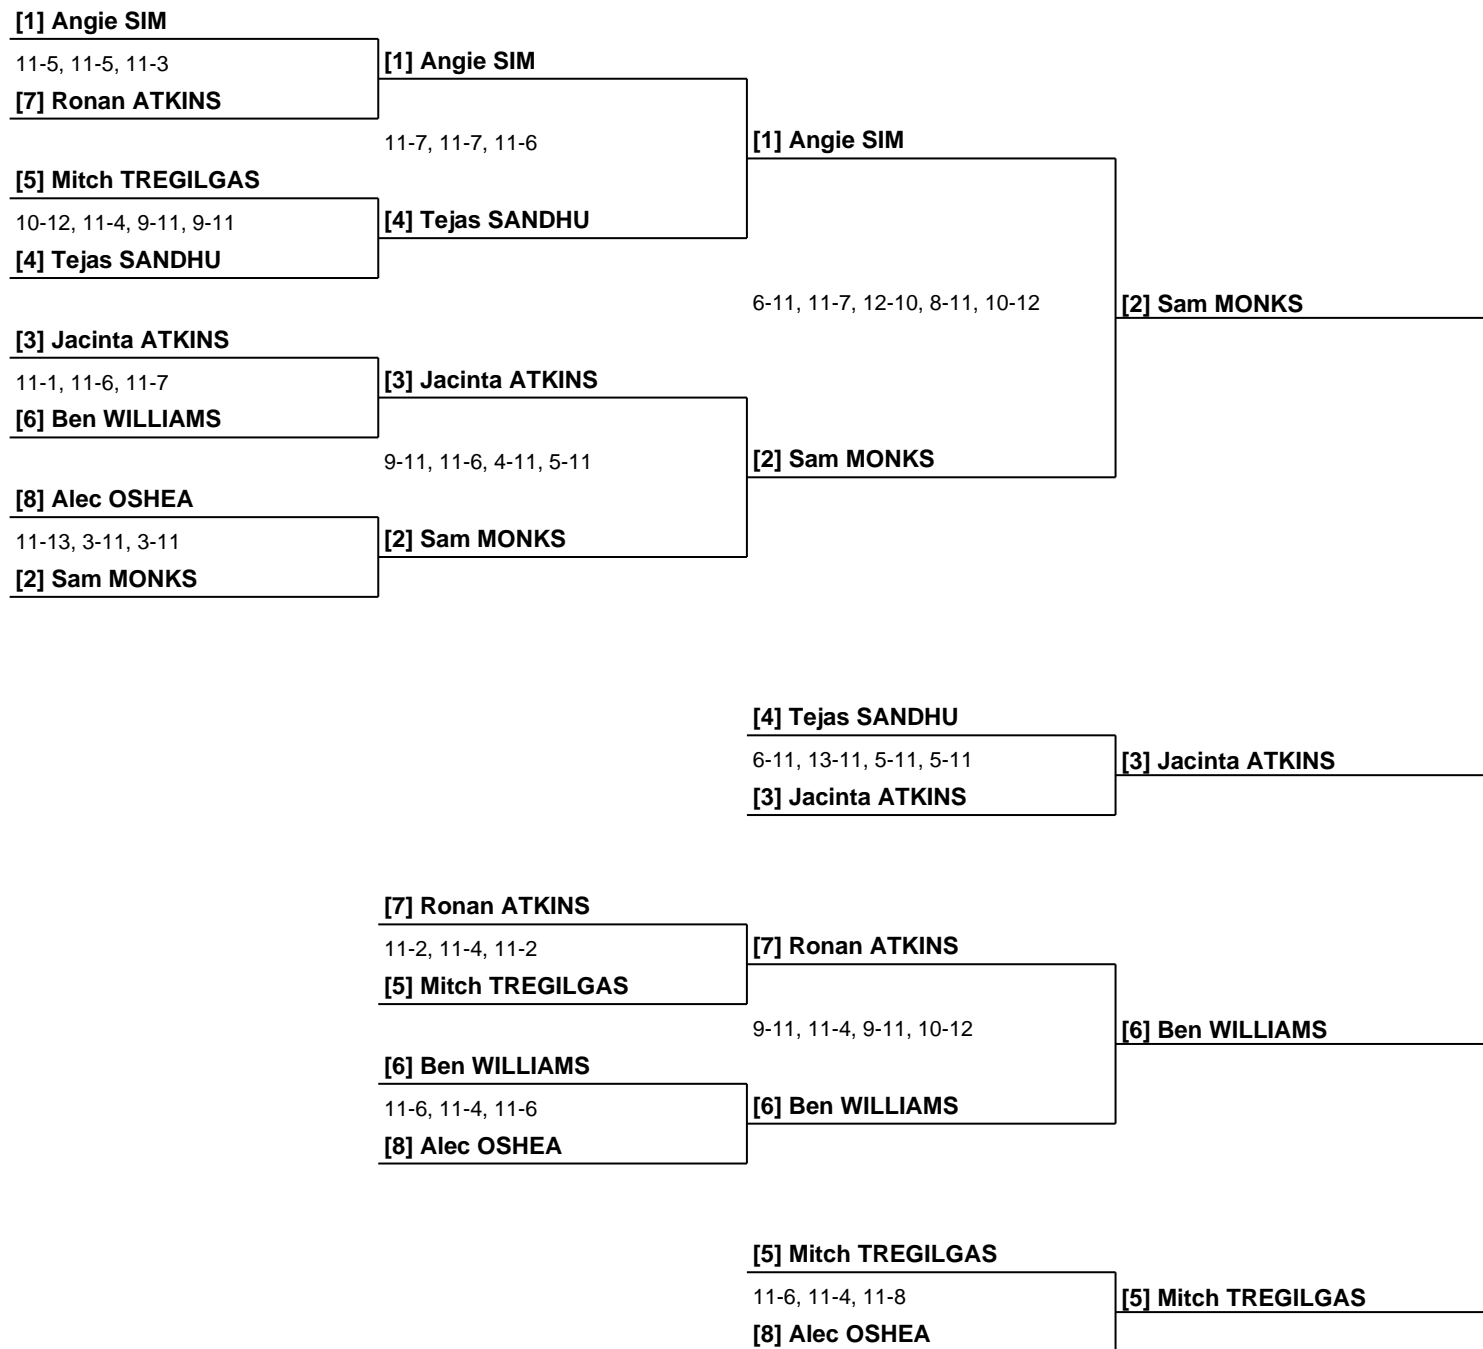 [1] Angie SIM
11-5, 11-5, 11-3
[1] Angie SIM
[7] Ronan ATKINS
11-7, 11-7, 11-6
[1] Angie SIM
[5] Mitch TREGILGAS
10-12, 11-4, 9-11, 9-11
[4] Tejas SANDHU
[4] Tejas SANDHU
6-11, 11-7, 12-10, 8-11, 10-12
[2] Sam MONKS
[3] Jacinta ATKINS
11-1, 11-6, 11-7
[3] Jacinta ATKINS
[6] Ben WILLIAMS
9-11, 11-6, 4-11, 5-11
[2] Sam MONKS
[8] Alec OSHEA
11-13, 3-11, 3-11
[2] Sam MONKS
[2] Sam MONKS
[4] Tejas SANDHU
6-11, 13-11, 5-11, 5-11
[3] Jacinta ATKINS
[3] Jacinta ATKINS
[7] Ronan ATKINS
11-2, 11-4, 11-2
[7] Ronan ATKINS
[5] Mitch TREGILGAS
9-11, 11-4, 9-11, 10-12
[6] Ben WILLIAMS
[6] Ben WILLIAMS
11-6, 11-4, 11-6
[6] Ben WILLIAMS
[8] Alec OSHEA
[5] Mitch TREGILGAS
11-6, 11-4, 11-8
[5] Mitch TREGILGAS
[8] Alec OSHEA